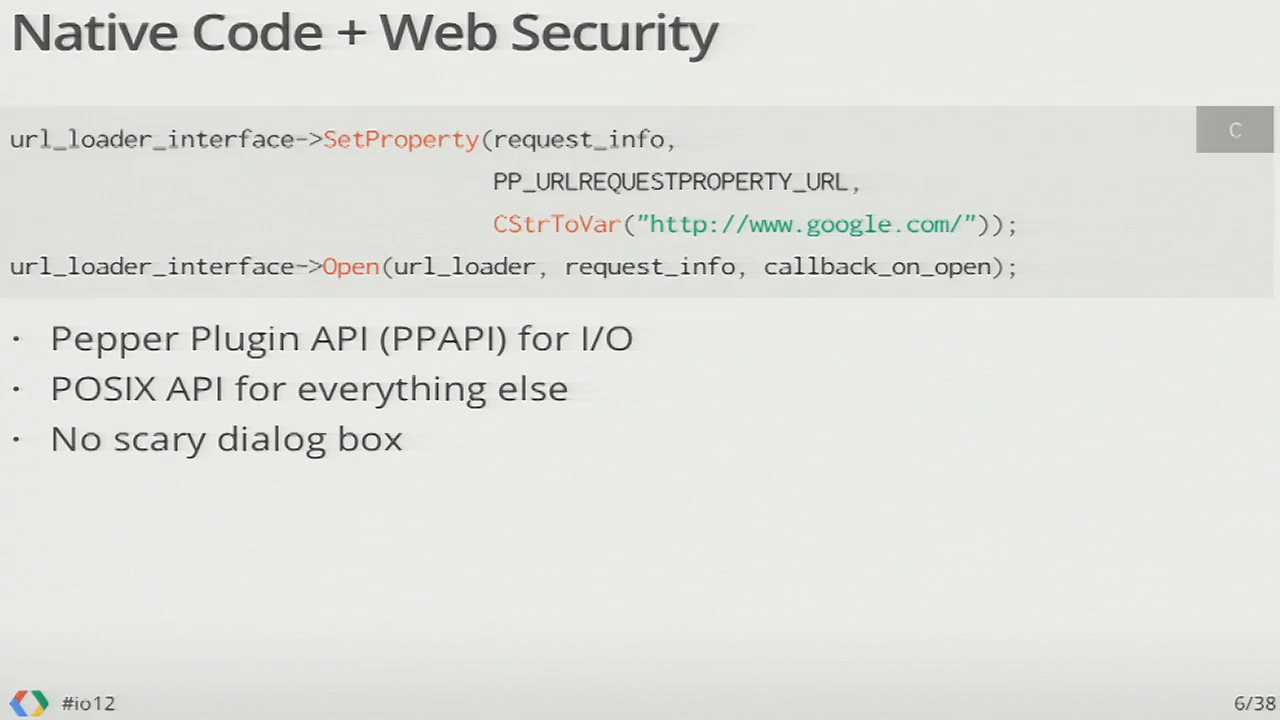 Native Code + Web Security
C
url_loader_interface->SetProperty(request_info,
PP_URLREQUESTPROPERTY_URL,
CStrToVar("http://www.google.com/"));
url_loader_interface->Open(url_loader, request_info, callback_on_open);
· Pepper Plugin API (PPAPI) for I/O
· POSIX API for everything else
· No scary dialog box
#io12
6/38